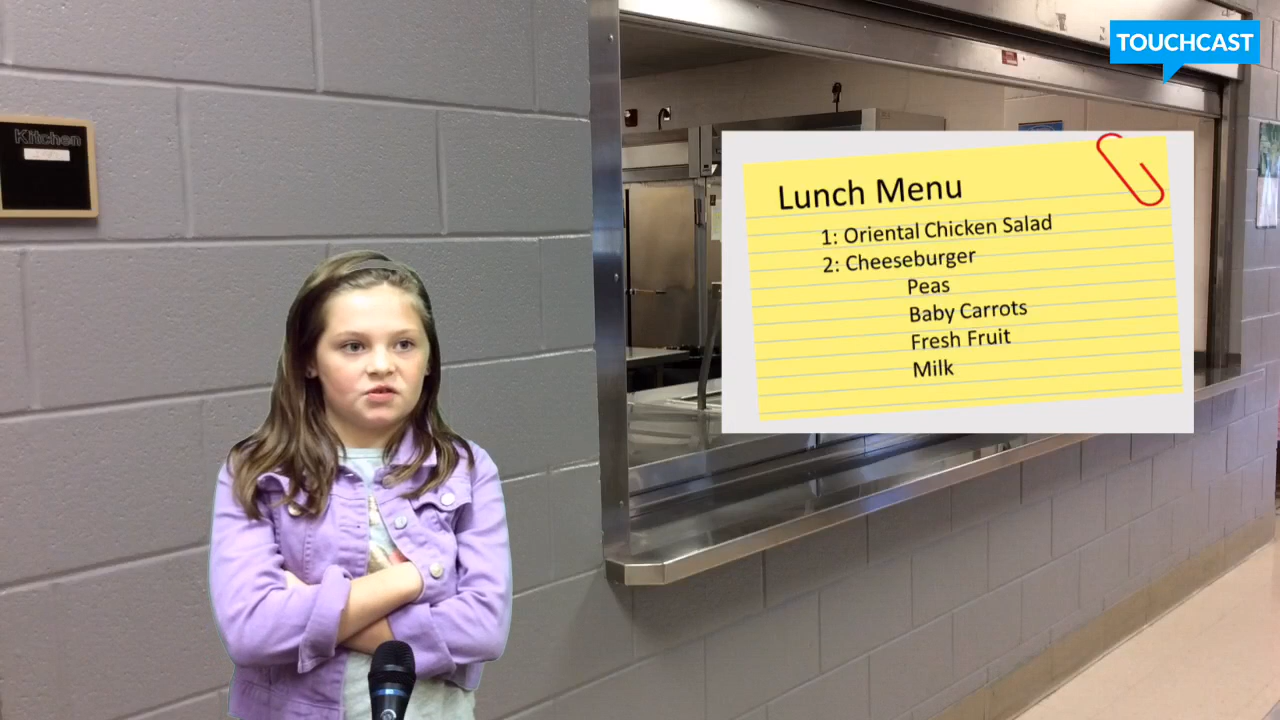 TOUCHCAST
Kitchen
Lunch Menu
1: Oriental Chicken Salad
2: Cheeseburger
Peas
Baby Carrots
Fresh Fruit
Milk